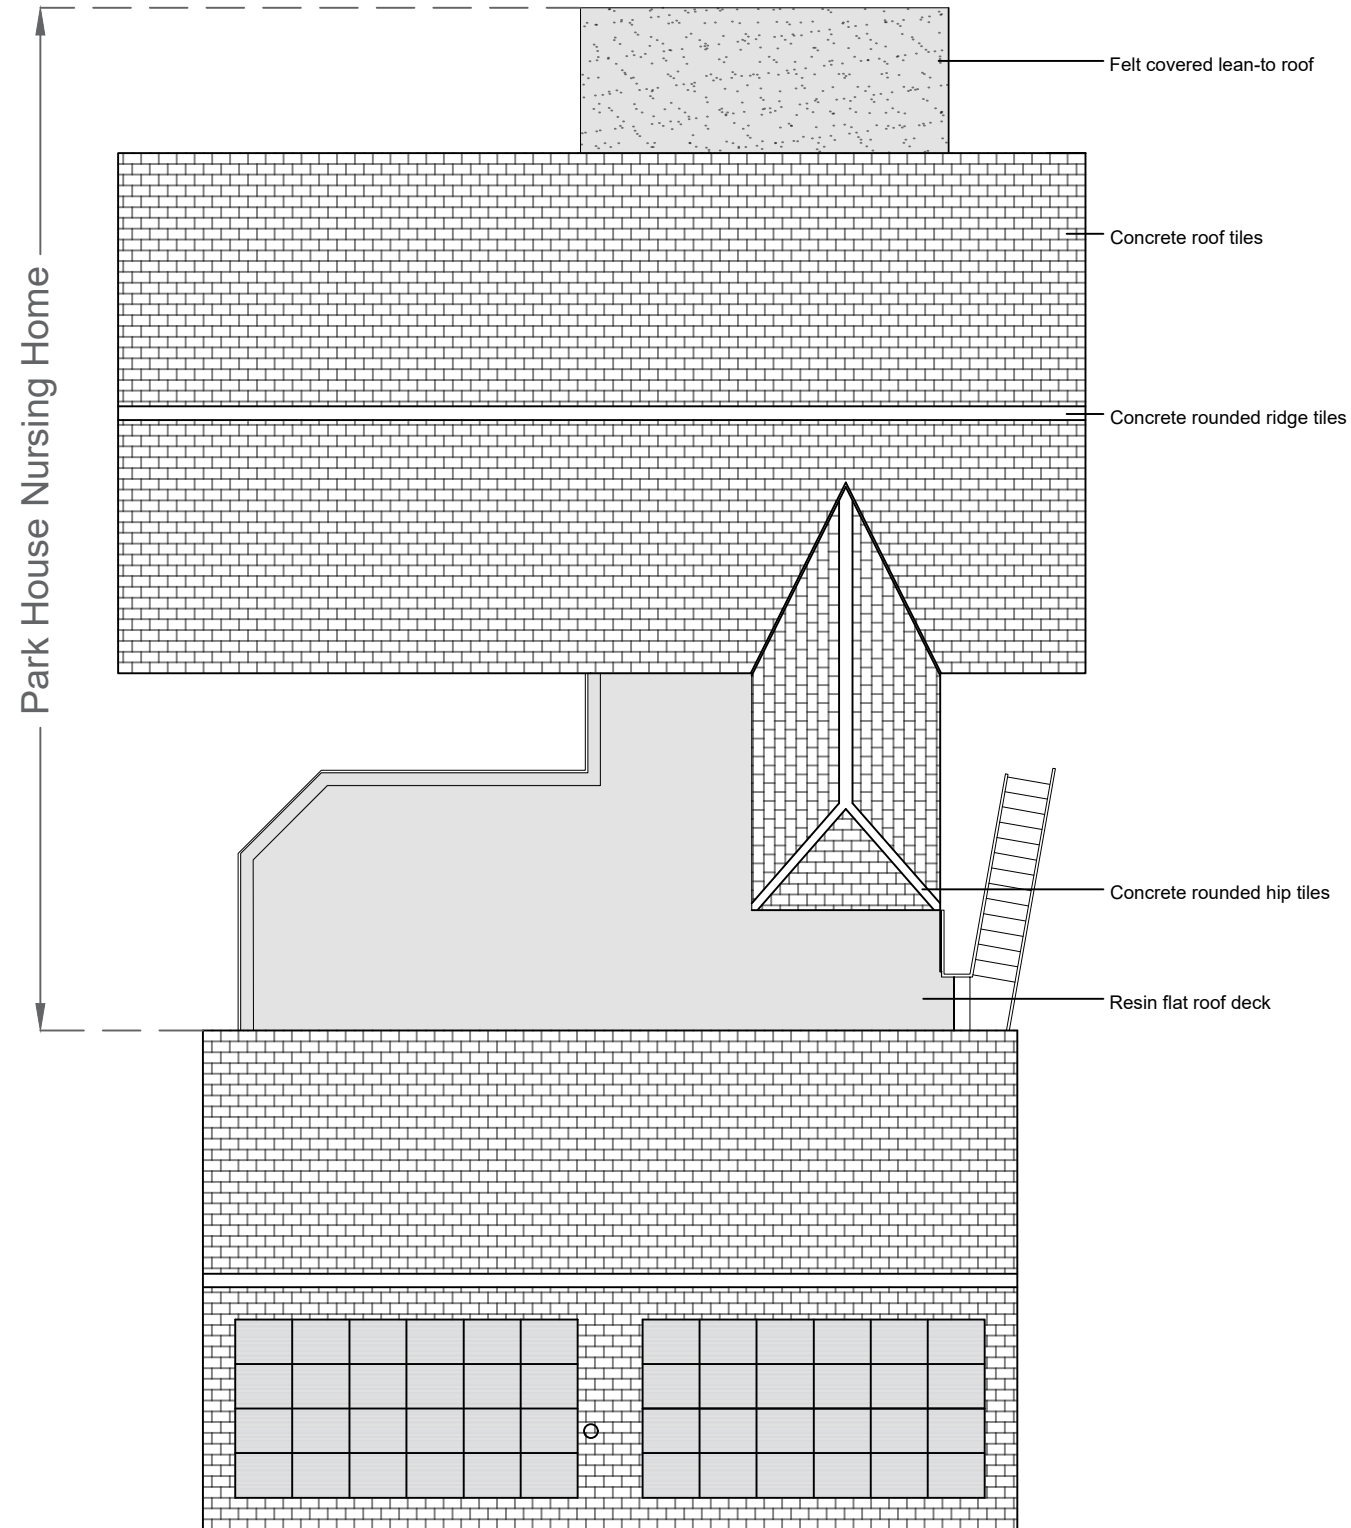 Felt covered lean-to roof
Concrete roof tiles
Park House Nursing Home
Concrete rounded ridge tiles
Concrete rounded hip tiles
Resin flat roof deck